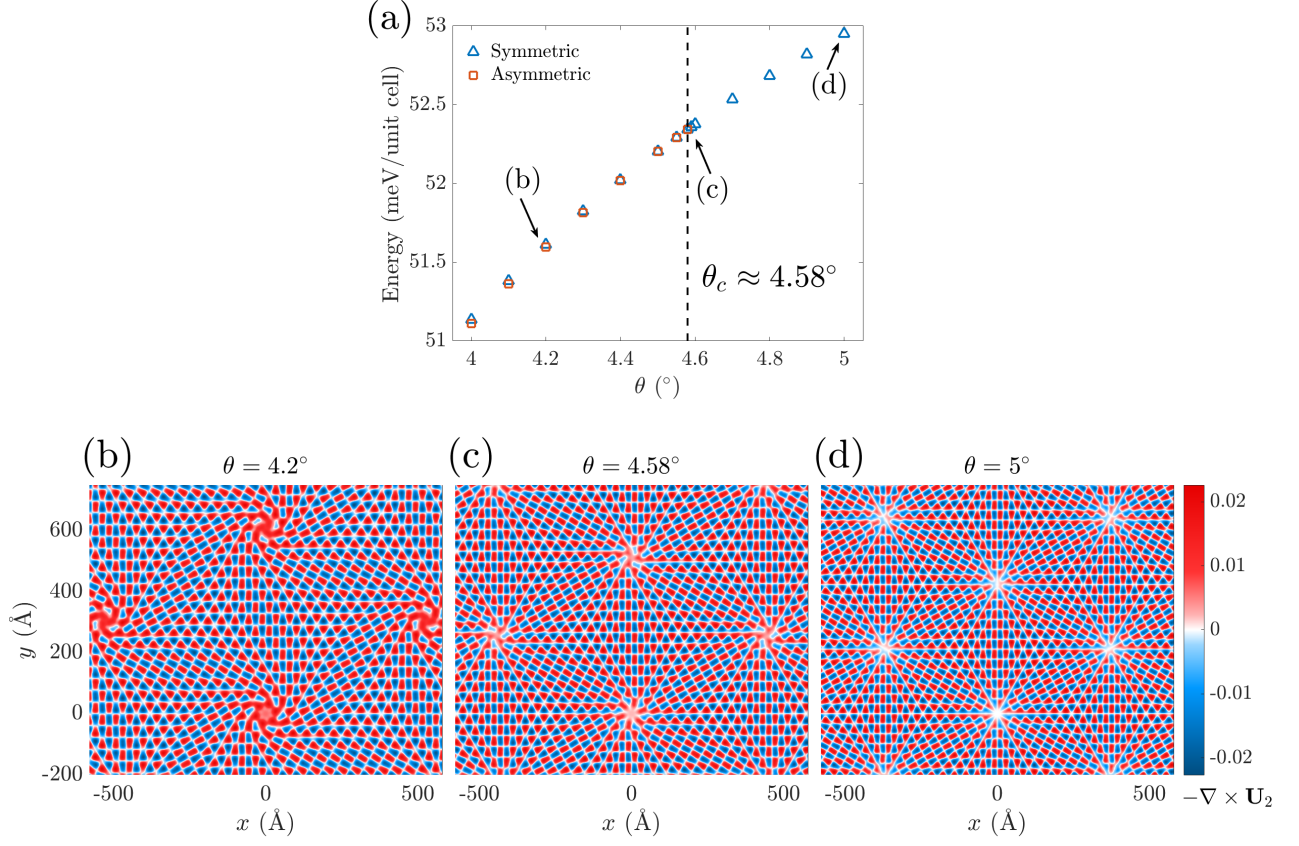 (a)
53
52.5
52
51.5
51
Energy (meV/unit cell)
Symmetric
Asymmetric
(b)
(c)
(d)
θc ≈ 4.58°
4 4.2 4.4 4.6 4.8 5
θ (°)
(b) θ = 4.2°
(c) θ = 4.58°
(d) θ = 5°
600
400
200
0
-200
y (Å)
-500 0 500
x (Å)
-500 0 500
x (Å)
-500 0 500
x (Å)
0.02
0.01
0
-0.01
-0.02
−∇ × U₂